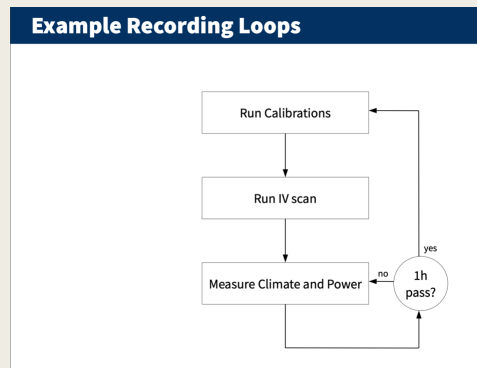 Example Recording Loops
Run Calibrations
Run IV scan
yes
no
1h
pass?
Measure Climate and Power